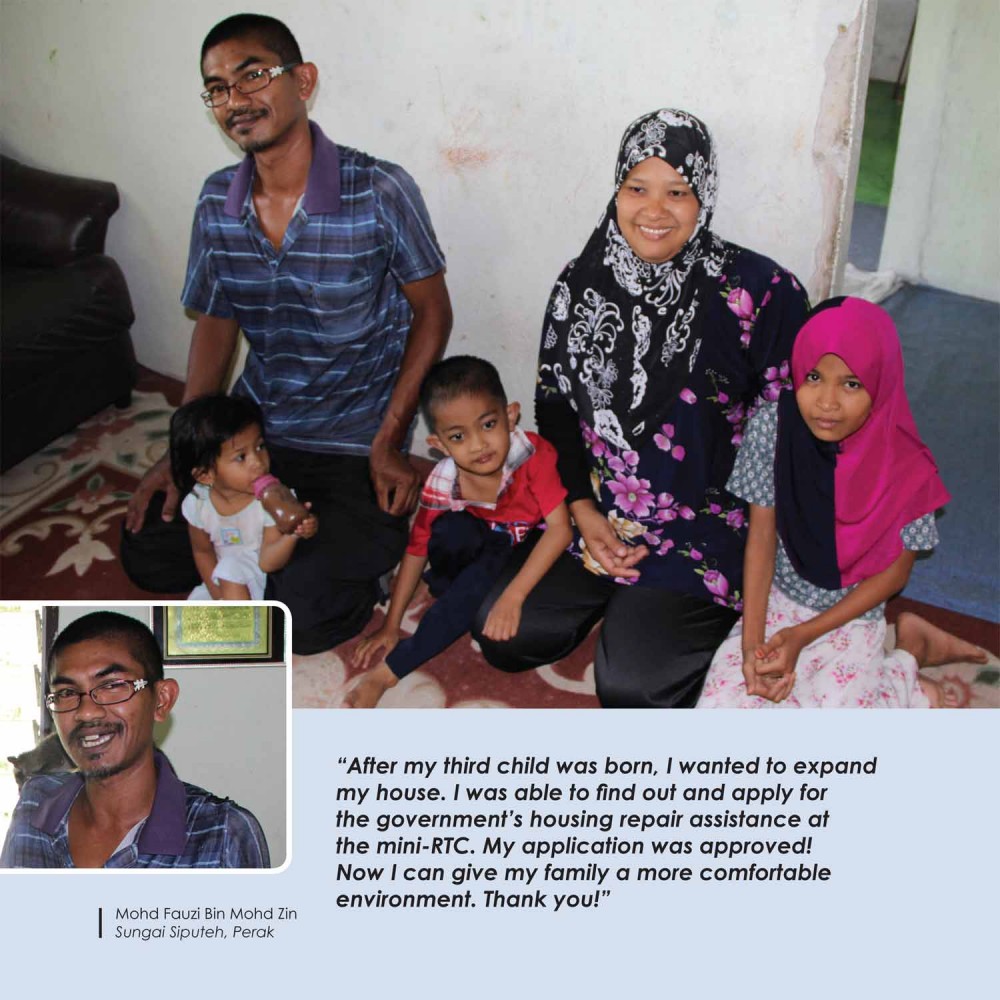 “After my third child was born, I wanted to expand
my house. I was able to find out and apply for
the government’s housing repair assistance at
the mini-RTC. My application was approved!
Now I can give my family a more comfortable
environment. Thank you!”
Mohd Fauzi Bin Mohd Zin
Sungai Siputeh, Perak